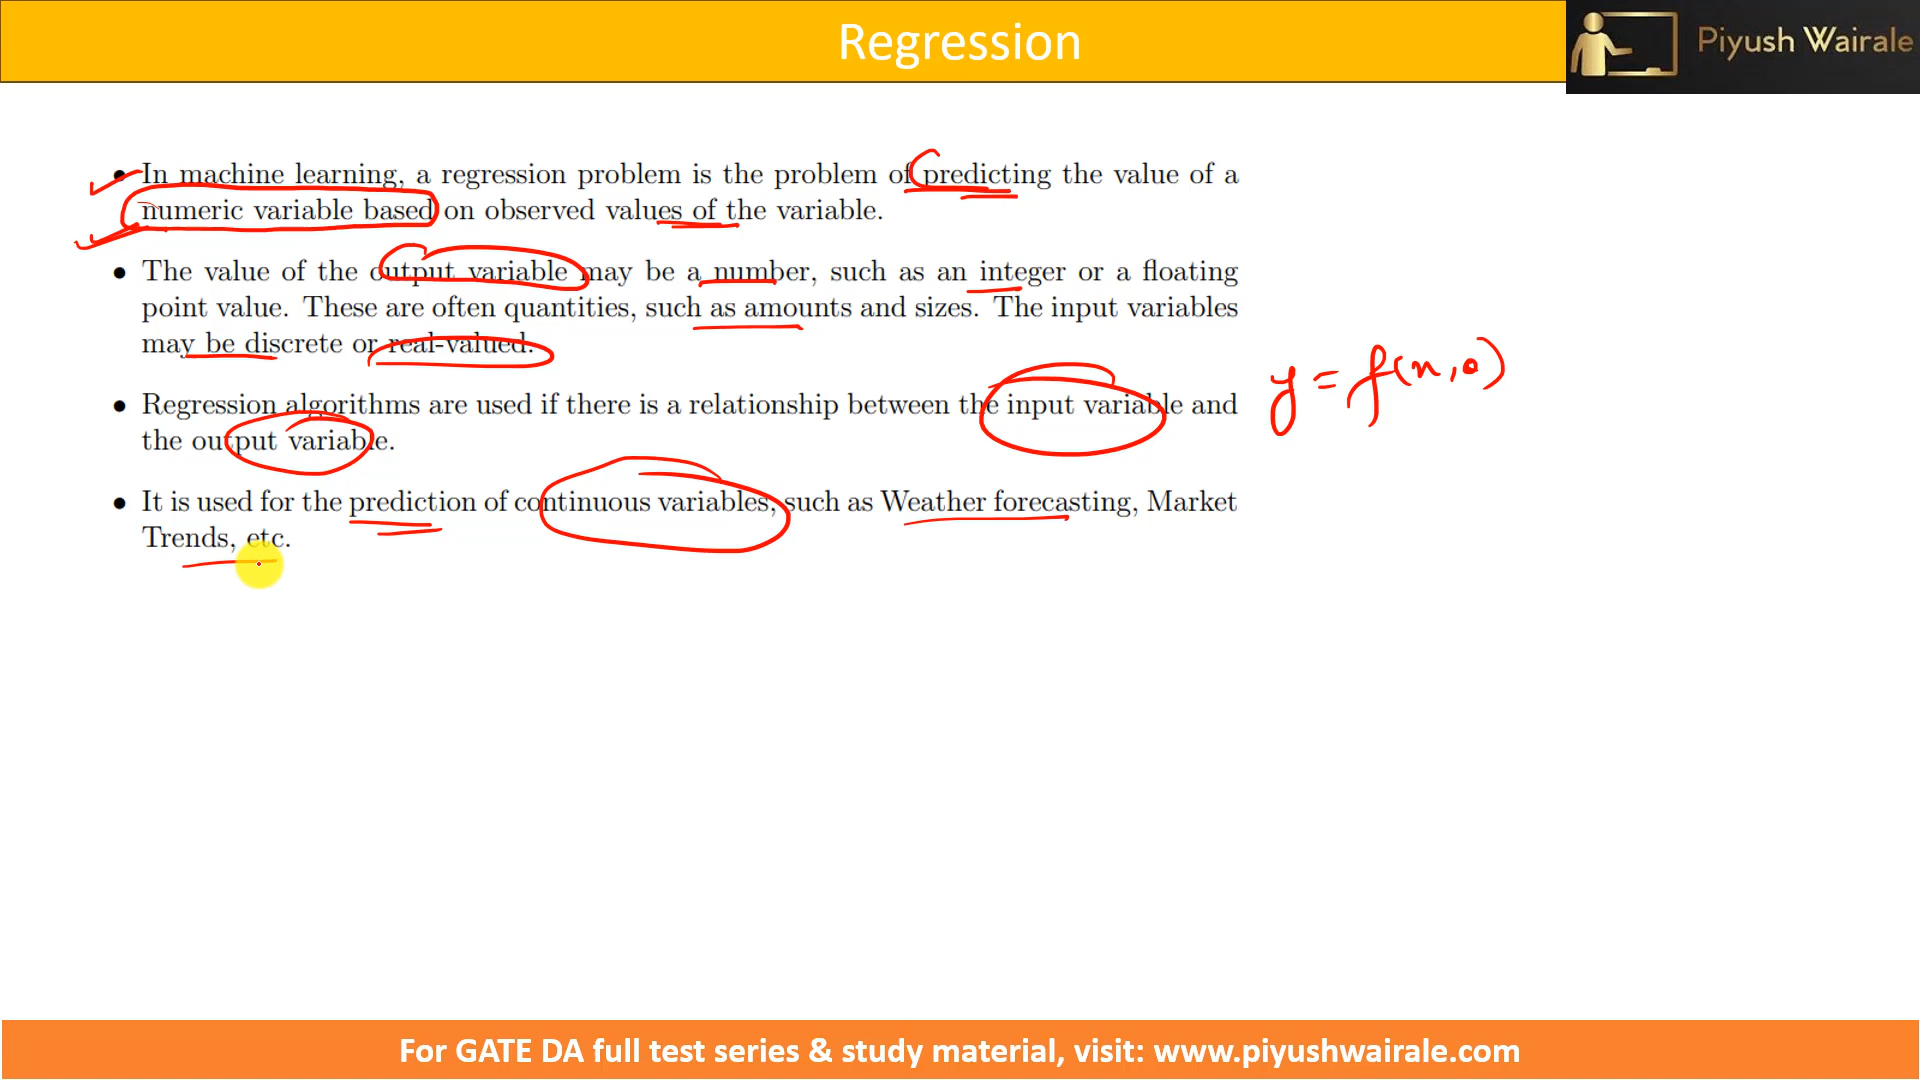 Regression
Piyush Wairale
• In machine learning, a regression problem is the problem of predicting the value of a
numeric variable based on observed values of the variable.
• The value of the output variable may be a number, such as an integer or a floating
point value. These are often quantities, such as amounts and sizes. The input variables
may be discrete or real-valued.
y = f(x, θ)
• Regression algorithms are used if there is a relationship between the input variable and
the output variable.
• It is used for the prediction of continuous variables, such as Weather forecasting, Market
Trends, etc.
For GATE DA full test series & study material, visit: www.piyushwairale.com